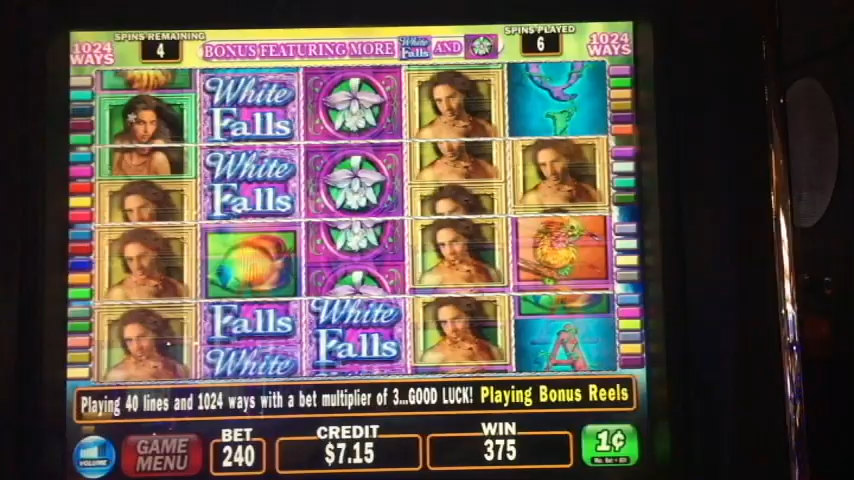 SPINS REMAINING
4
SPINS PLAYED
6
1024 WAYS
BONUS FEATURING MORE White Falls AND
1024 WAYS
White Falls
White Falls
Falls
White
White Falls
Playing 40 lines and 1024 ways with a bet multiplier of 3...GOOD LUCK! Playing Bonus Reels
VOLUME
GAME MENU
BET
240
CREDIT
$7.15
WIN
375
1¢